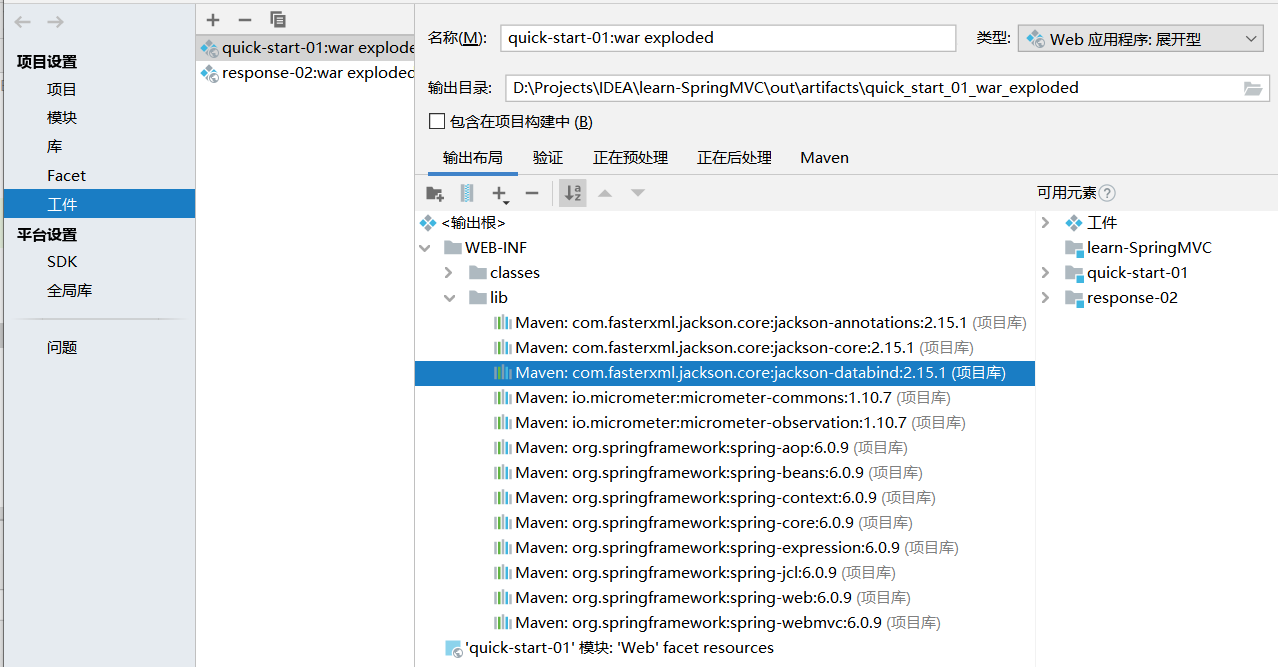 项目设置
项目
模块
库
Facet
工件
平台设置
SDK
全局库
问题
quick-start-01:war explode
response-02:war exploded
名称(M): quick-start-01:war exploded
类型: Web 应用程序: 展开型
输出目录: D:\Projects\IDEA\learn-SpringMVC\out\artifacts\quick_start_01_war_exploded
包含在项目构建中 (B)
输出布局 验证 正在预处理 正在后处理 Maven
可用元素
<输出根>
WEB-INF
classes
lib
Maven: com.fasterxml.jackson.core:jackson-annotations:2.15.1 (项目库)
Maven: com.fasterxml.jackson.core:jackson-core:2.15.1 (项目库)
Maven: com.fasterxml.jackson.core:jackson-databind:2.15.1 (项目库)
Maven: io.micrometer:micrometer-commons:1.10.7 (项目库)
Maven: io.micrometer:micrometer-observation:1.10.7 (项目库)
Maven: org.springframework:spring-aop:6.0.9 (项目库)
Maven: org.springframework:spring-beans:6.0.9 (项目库)
Maven: org.springframework:spring-context:6.0.9 (项目库)
Maven: org.springframework:spring-core:6.0.9 (项目库)
Maven: org.springframework:spring-expression:6.0.9 (项目库)
Maven: org.springframework:spring-jcl:6.0.9 (项目库)
Maven: org.springframework:spring-web:6.0.9 (项目库)
Maven: org.springframework:spring-webmvc:6.0.9 (项目库)
'quick-start-01' 模块: 'Web' facet resources
工件
learn-SpringMVC
quick-start-01
response-02